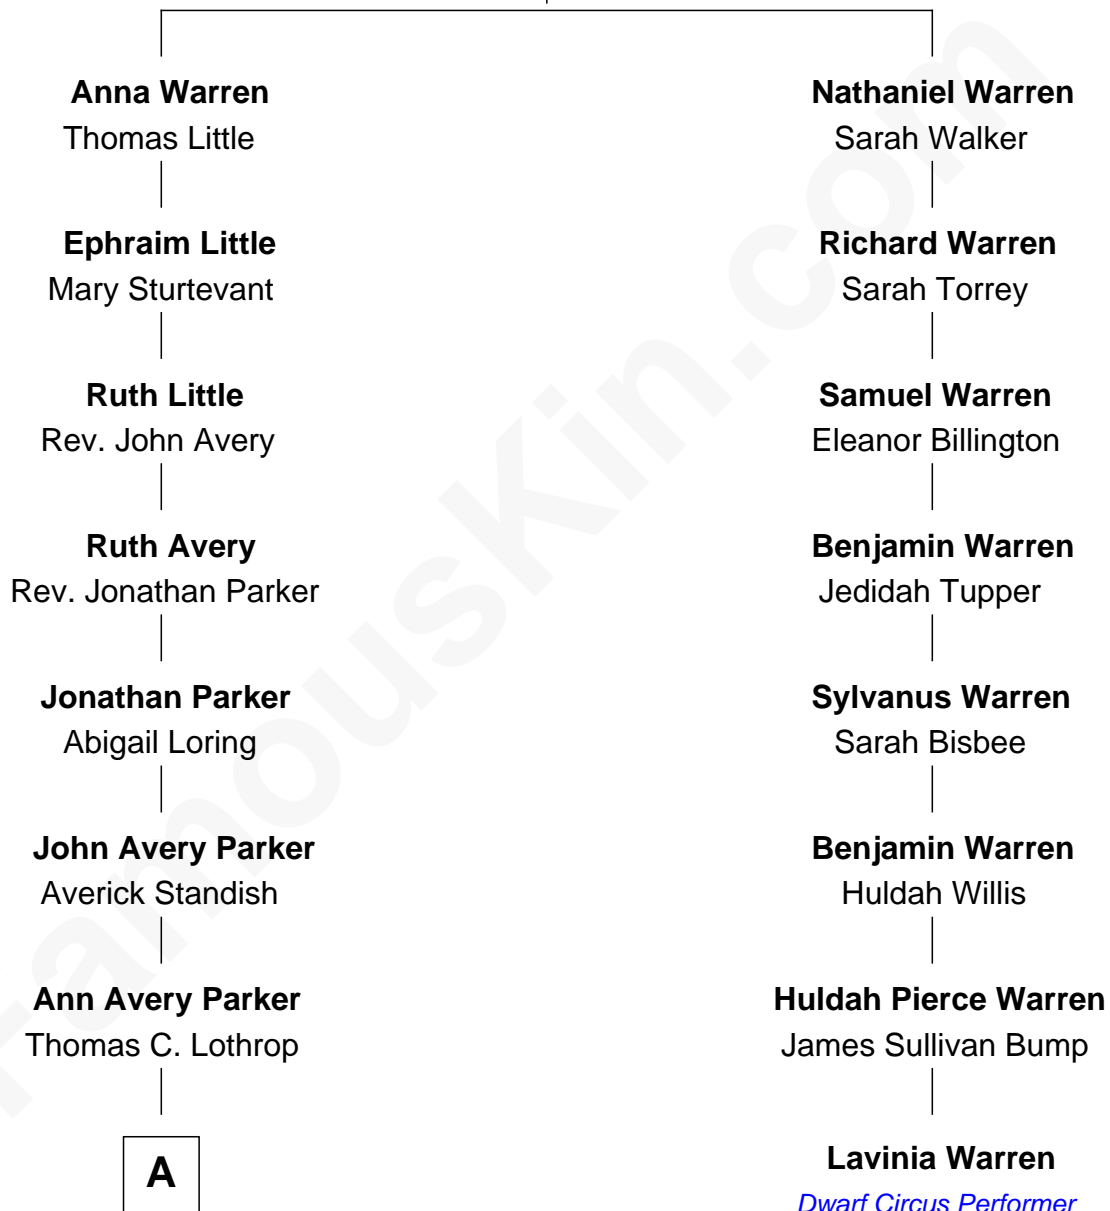 Anna Warren
Thomas Little
Nathaniel Warren
Sarah Walker
Ephraim Little
Mary Sturtevant
Richard Warren
Sarah Torrey
Ruth Little
Rev. John Avery
Samuel Warren
Eleanor Billington
Ruth Avery
Rev. Jonathan Parker
Benjamin Warren
Jedidah Tupper
Jonathan Parker
Abigail Loring
Sylvanus Warren
Sarah Bisbee
John Avery Parker
Averick Standish
Benjamin Warren
Huldah Willis
Ann Avery Parker
Thomas C. Lothrop
Huldah Pierce Warren
James Sullivan Bump
A
Lavinia Warren
Dwarf Circus Performer
FamousKin.com